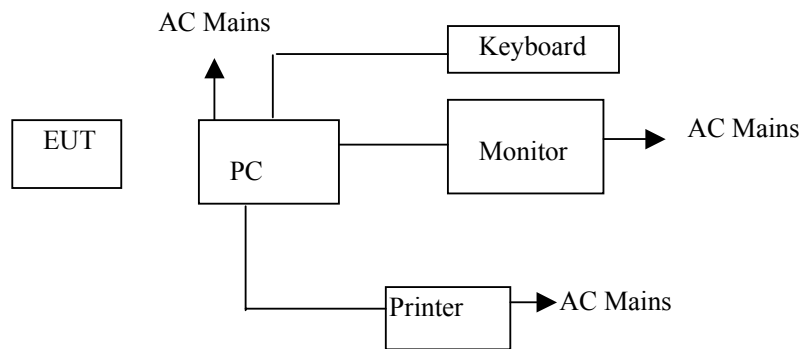 AC Mains
Keyboard
EUT
PC
Monitor
AC Mains
Printer
AC Mains